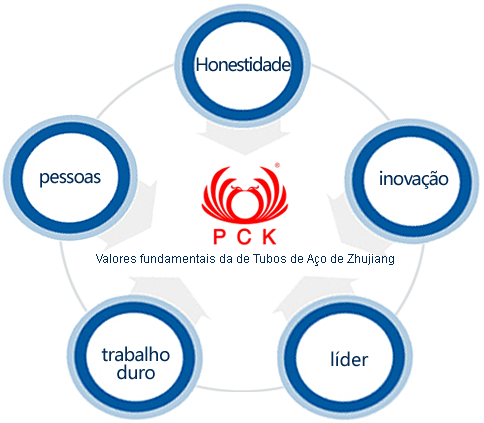 Honestidade
pessoas
inovação
®
PCK
Valores fundamentais da de Tubos de Aço de Zhujiang
trabalho
duro
líder